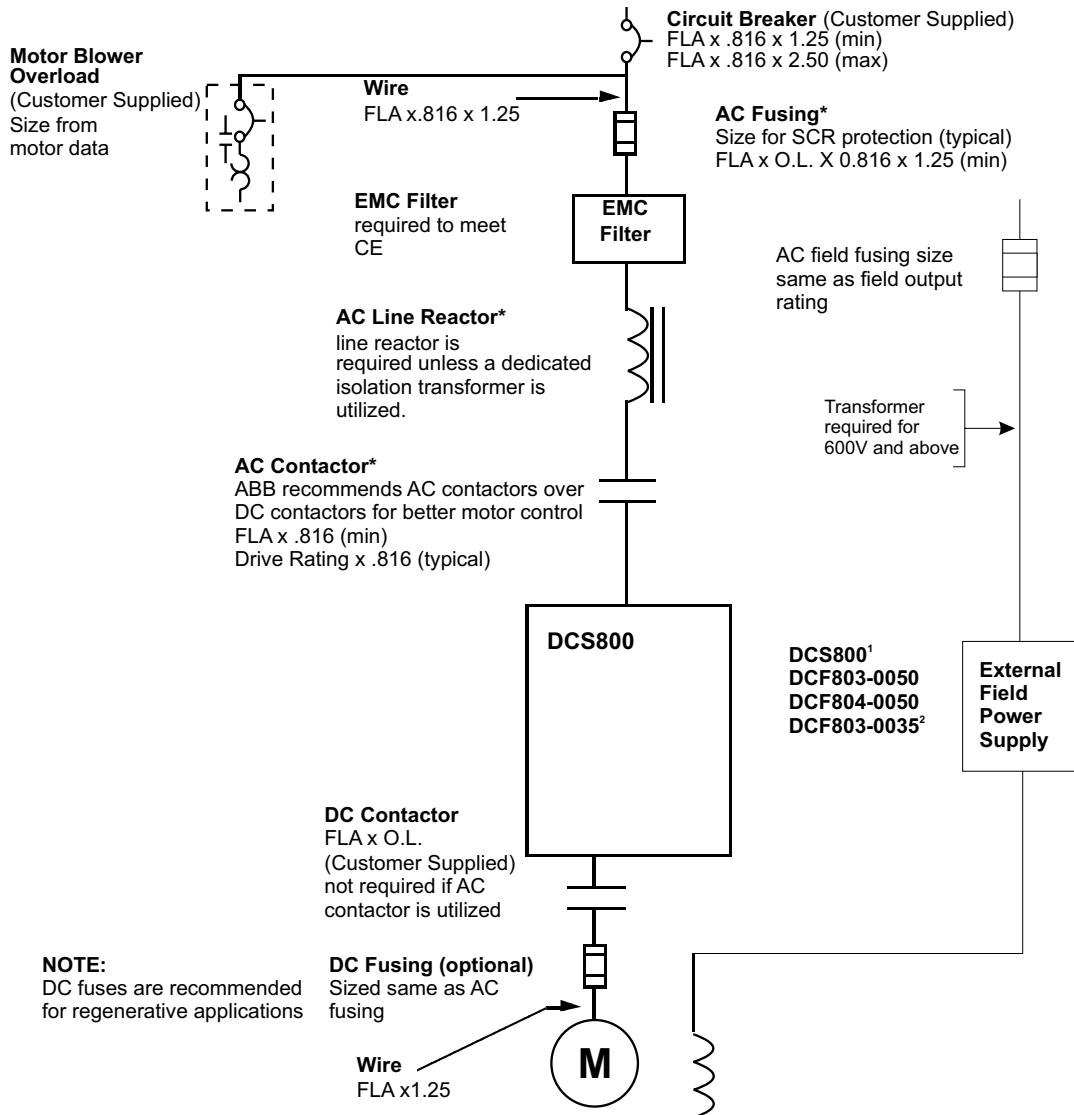 Circuit Breaker (Customer Supplied)
FLA x .816 x 1.25 (min)
FLA x .816 x 2.50 (max)
Motor Blower
Overload
(Customer Supplied)
Size from
motor data
Wire
FLA x.816 x 1.25
AC Fusing*
Size for SCR protection (typical)
FLA x O.L. X 0.816 x 1.25 (min)
EMC Filter
required to meet
CE
EMC
Filter
AC field fusing size
same as field output
rating
AC Line Reactor*
line reactor is
required unless a dedicated
isolation transformer is
utilized.
Transformer
required for
600V and above
AC Contactor*
ABB recommends AC contactors over
DC contactors for better motor control
FLA x .816 (min)
Drive Rating x .816 (typical)
DCS800
DCS800¹
DCF803-0050
DCF804-0050
DCF803-0035²
External
Field
Power
Supply
DC Contactor
FLA x O.L.
(Customer Supplied)
not required if AC
contactor is utilized
NOTE:
DC fuses are recommended
for regenerative applications
DC Fusing (optional)
Sized same as AC
fusing
Wire
FLA x1.25
M